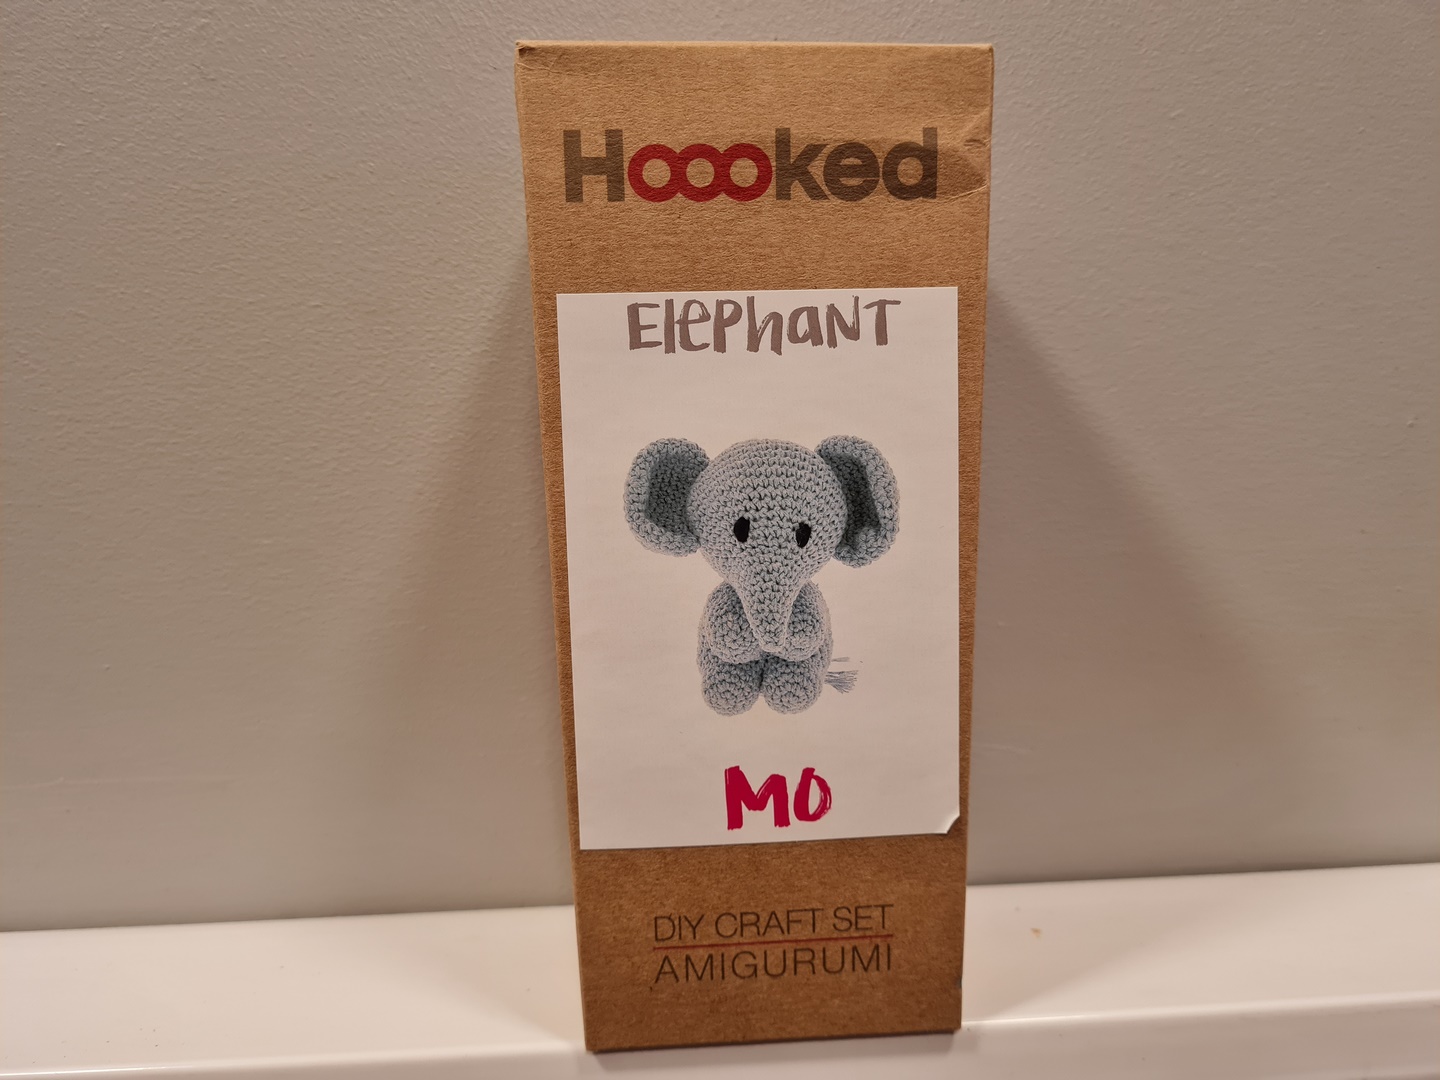 Hoooked
ElePhaNT
MO
DIY CRAFT SET
AMIGURUMI